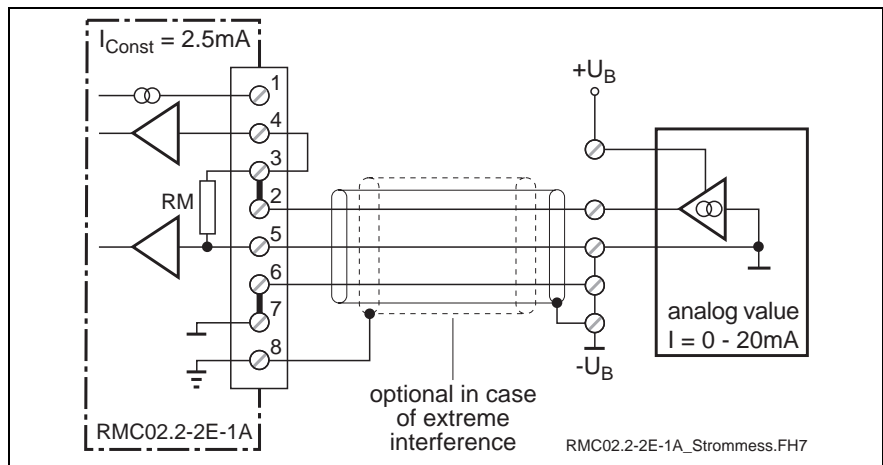 I_Const = 2.5mA
1
4
3
2
5
6
7
8
RM
RMC02.2-2E-1A
+U_B
-U_B
analog value
I = 0 - 20mA
optional in case
of extreme
interference
RMC02.2-2E-1A_Strommess.FH7